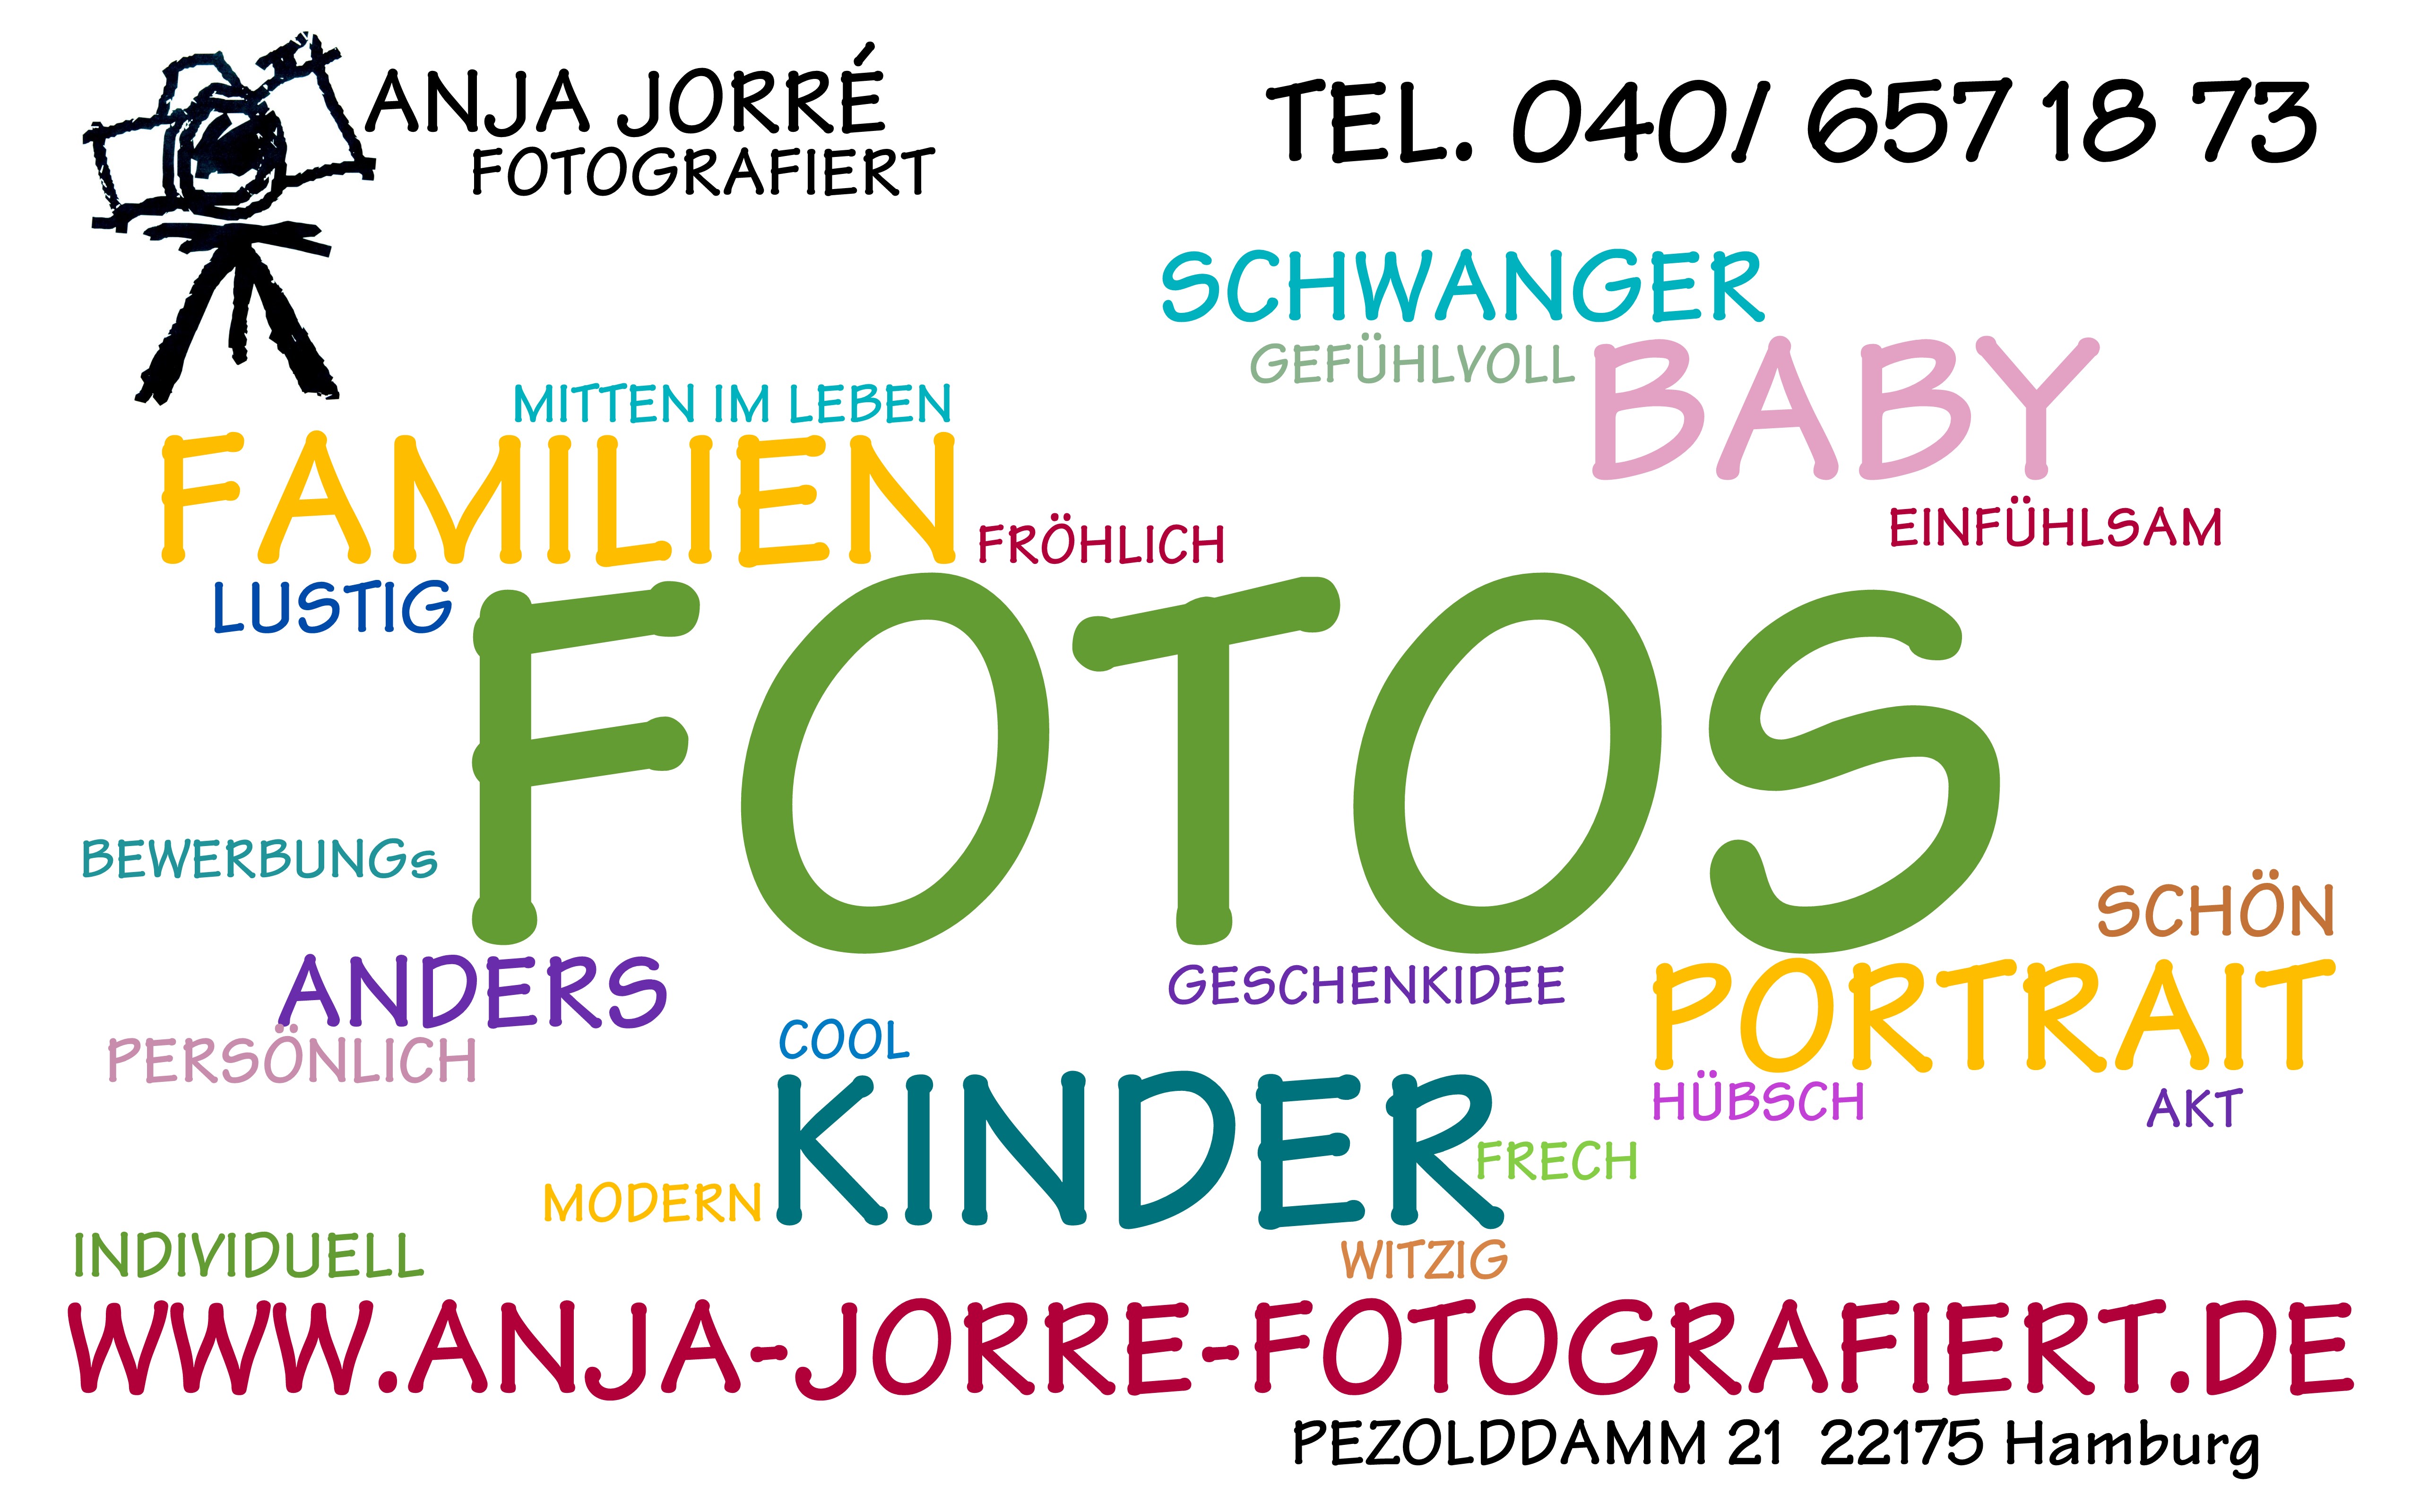 ANJA JORRÉ
FOTOGRAFIERT
TEL. 040/ 657 18 73
SCHWANGER
GEFÜHLVOLL
BABY
MITTEN IM LEBEN
FAMILIEN
FRÖHLICH
EINFÜHLSAM
LUSTIG
FOTOS
BEWERBUNGs
SCHÖN
ANDERS
GESCHENKIDEE
PORTRAIT
PERSÖNLICH
COOL
KINDER
HÜBSCH
AKT
FRECH
MODERN
INDIVIDUELL
WITZIG
WWW.ANJA-JORRE-FOTOGRAFIERT.DE
PEZOLDDAMM 21 22175 Hamburg